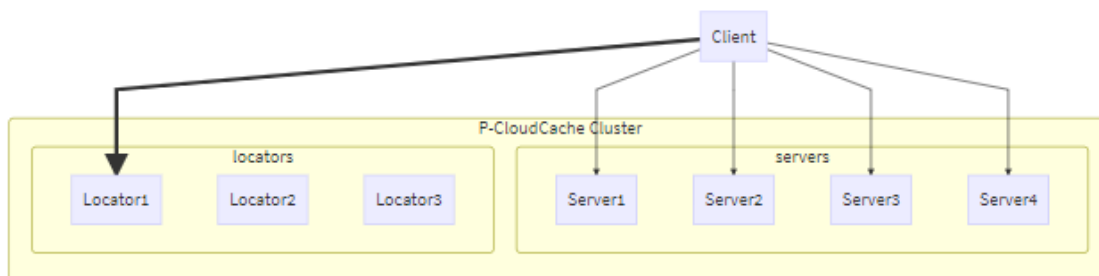 Client
P-CloudCache Cluster
locators
servers
Locator1
Locator2
Locator3
Server1
Server2
Server3
Server4